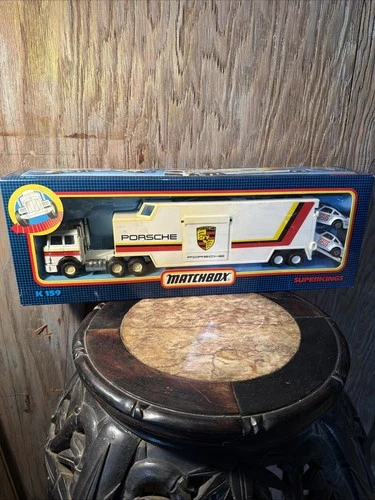 PORSCHE
PORSCHE
MATCHBOX
SUPERKINGS
K 159